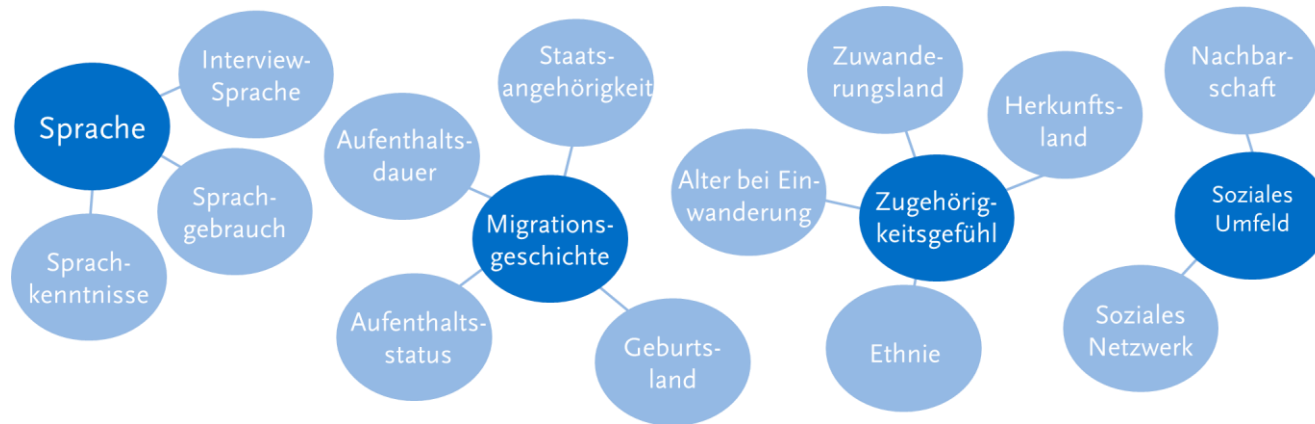 Interview-
Sprache
Sprache
Sprach-
gebrauch
Sprach-
kenntnisse
Staats-
angehörigkeit
Aufenthalts-
dauer
Migrations-
geschichte
Aufenthalts-
status
Geburts-
land
Zuwande-
rungsland
Herkunfts-
land
Alter bei Ein-
wanderung
Zugehörig-
keitsgefühl
Ethnie
Nachbar-
schaft
Soziales
Umfeld
Soziales
Netzwerk